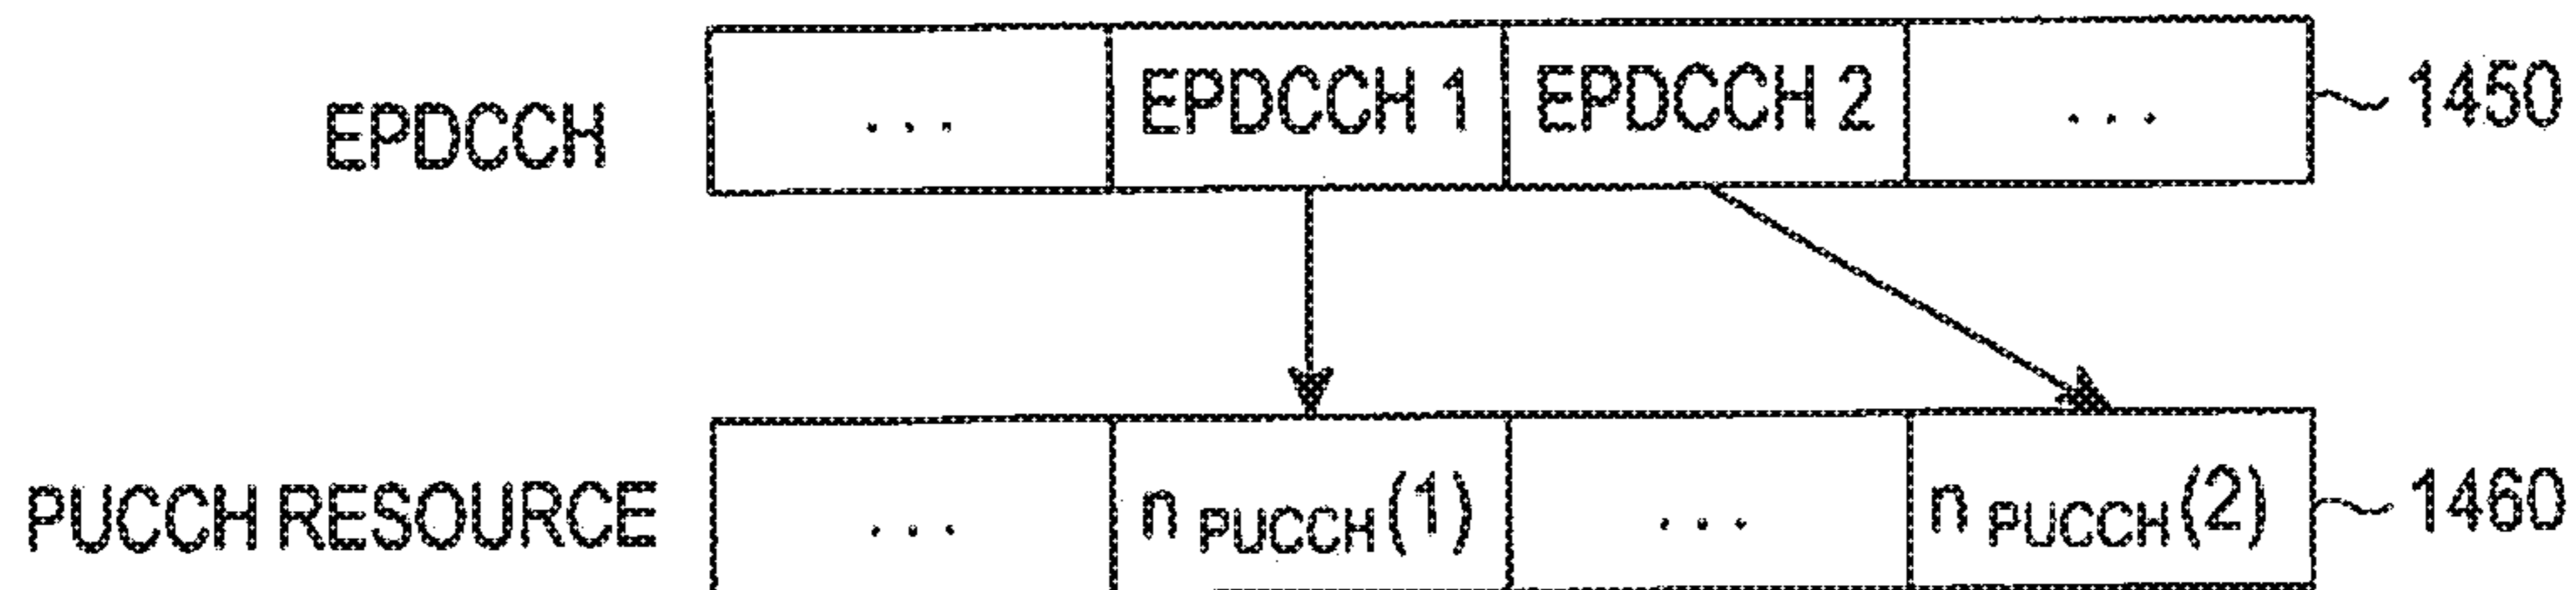 EPDCCH ... EPDCCH 1 EPDCCH 2 ... 1450
PUCCH RESOURCE ... n PUCCH (1) ... n PUCCH (2) 1460